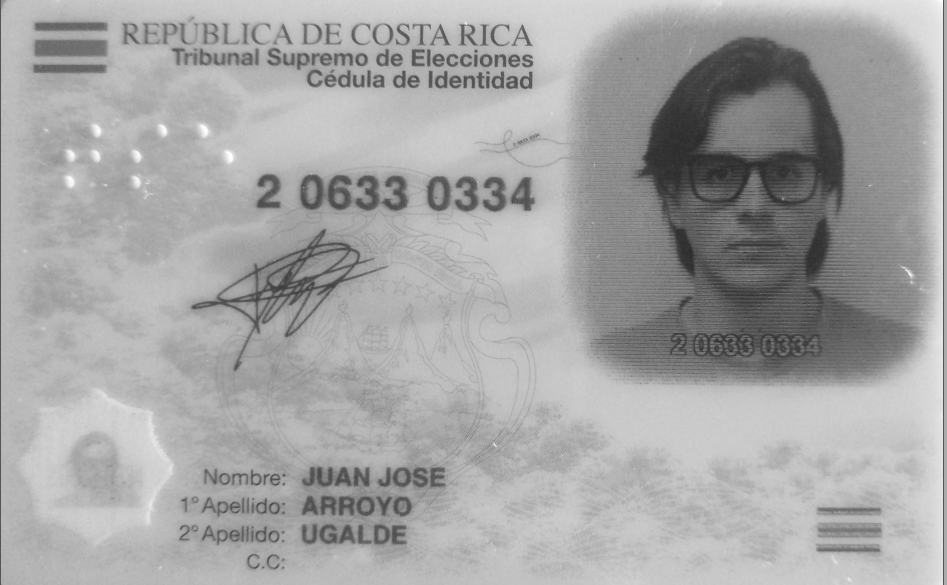 REPÚBLICA DE COSTA RICA
Tribunal Supremo de Elecciones
Cédula de Identidad
2 0633 0334
2 0633 0334
Nombre: JUAN JOSE
1° Apellido: ARROYO
2° Apellido: UGALDE
C.C: